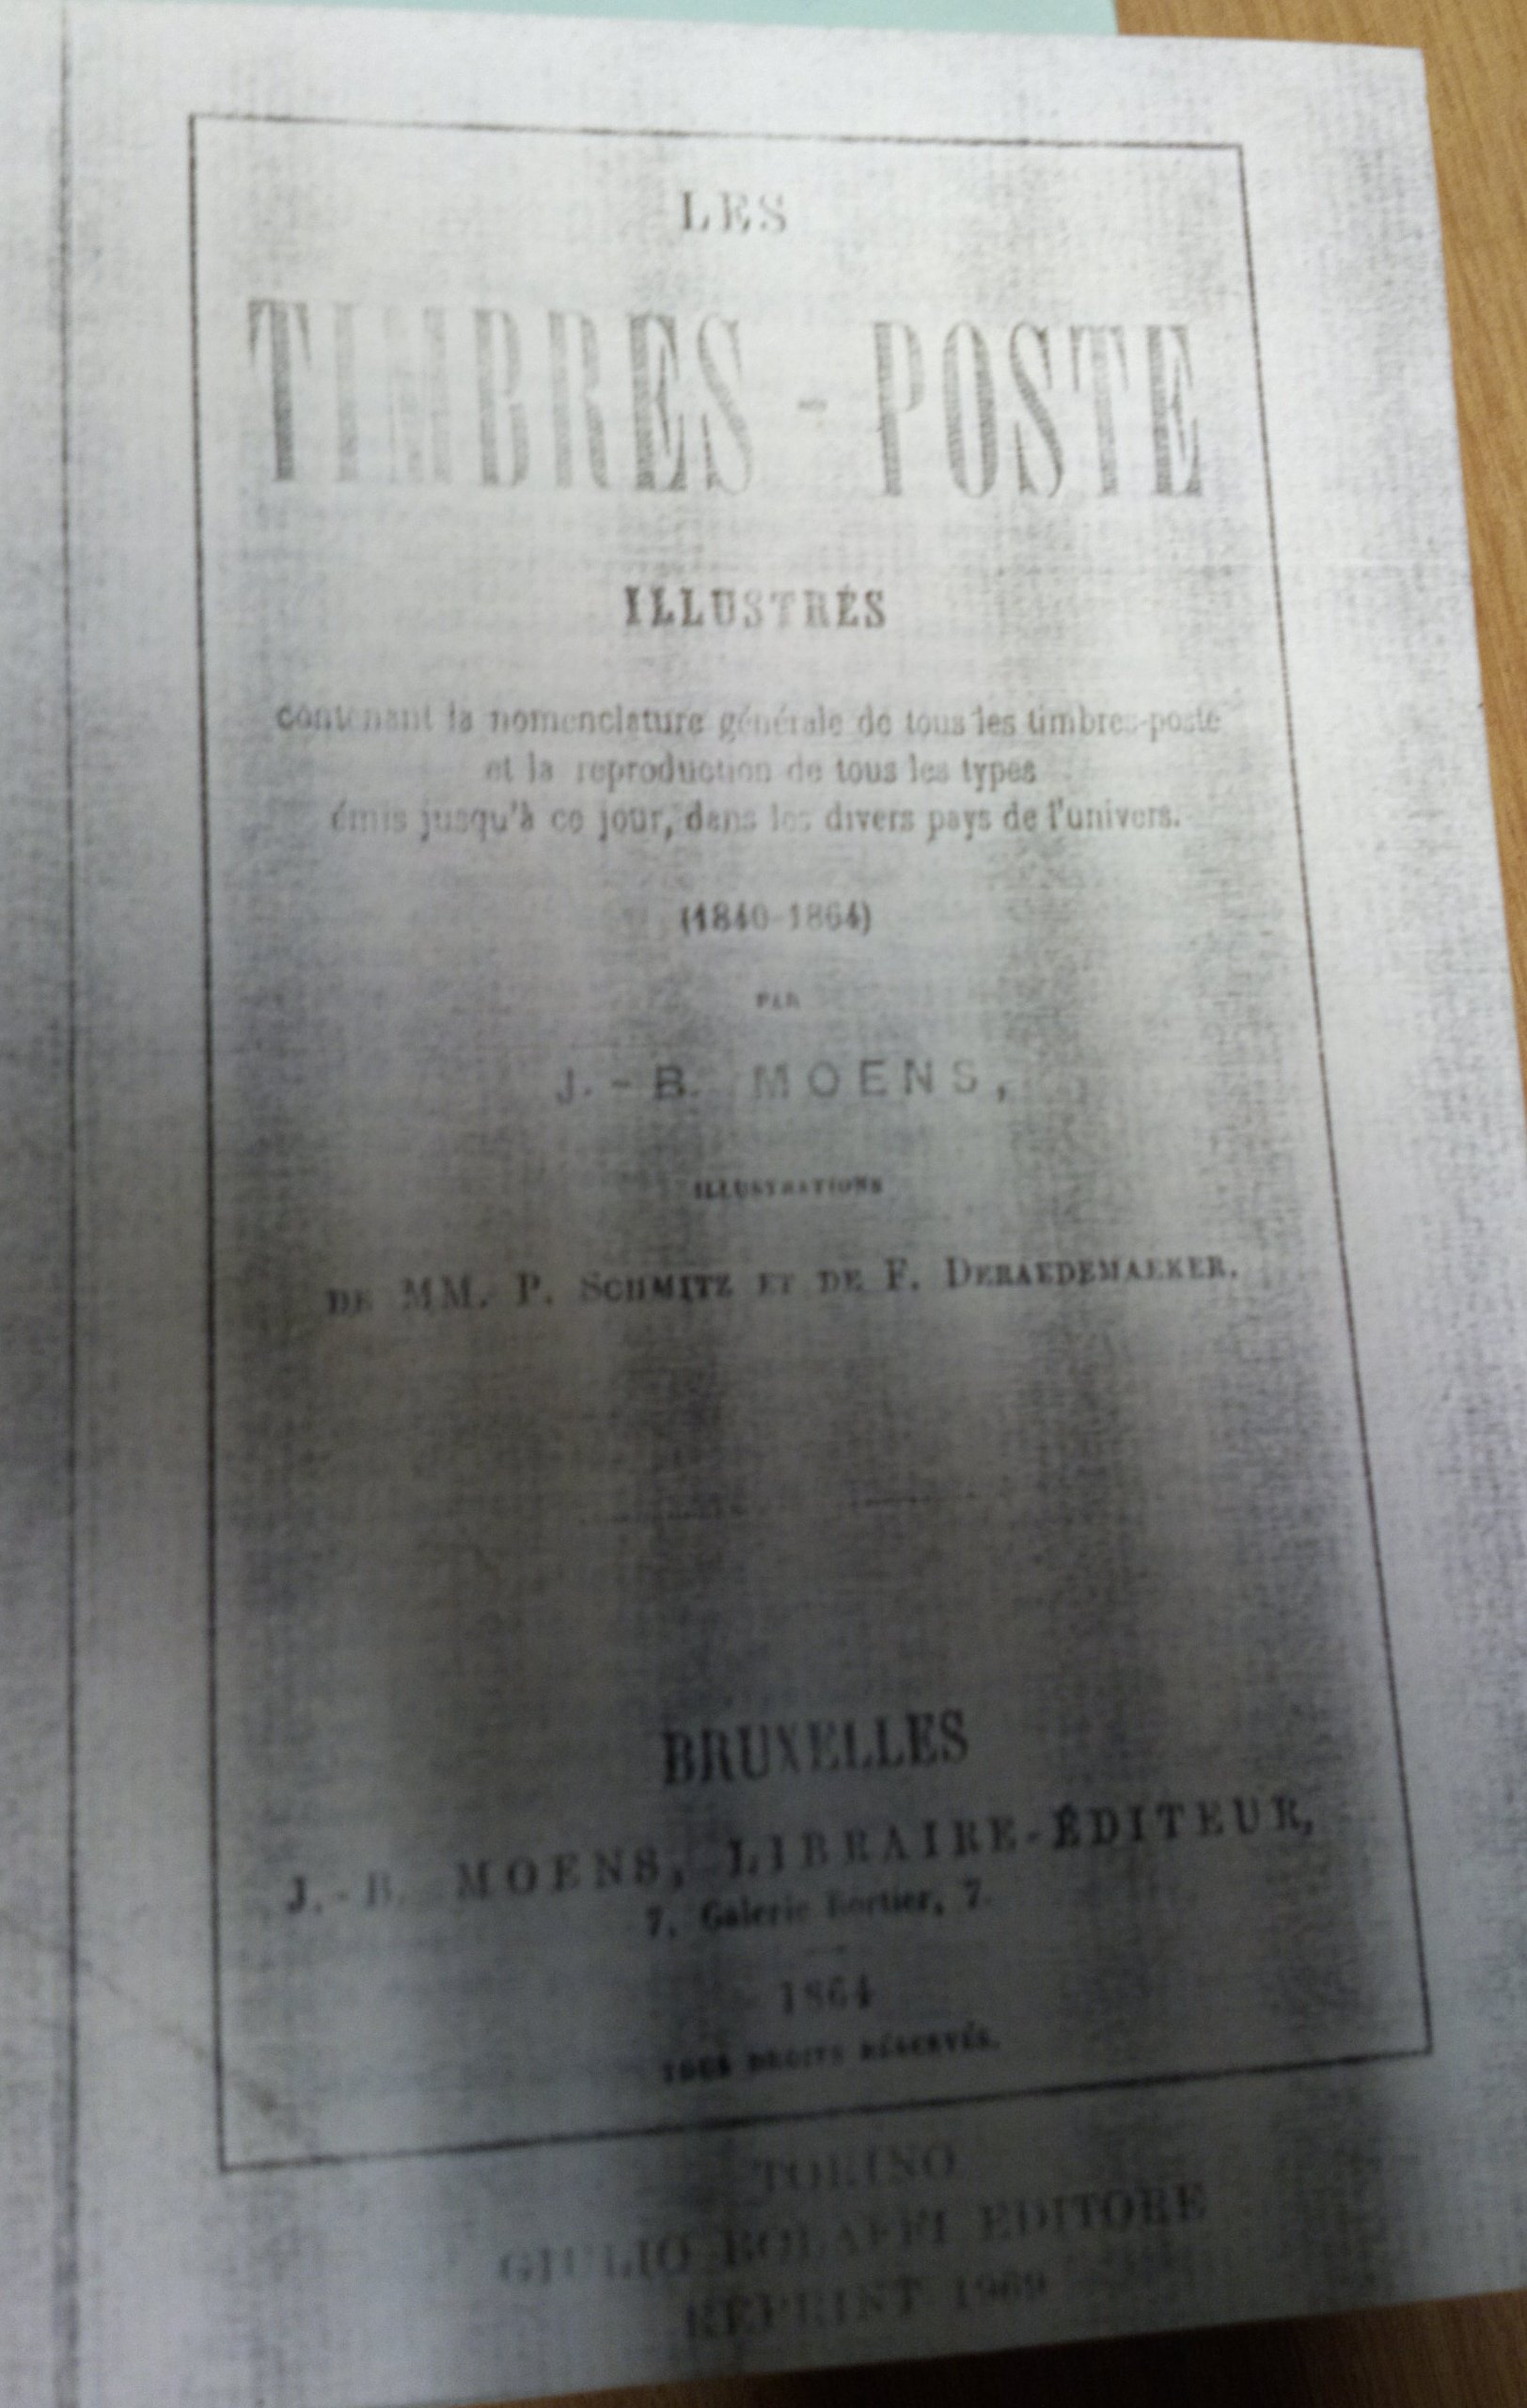 LES
TIMBRES - POSTE
ILLUSTRÉS
contenant la nomenclature générale de tous les timbres-poste
et la reproduction de tous les types
émis jusqu'à ce jour, dans les divers pays de l'univers.
(1840-1864)
PAR
J.-B. MOENS,
ILLUSTRATIONS
DE MM. P. SCHMITZ ET DE F. DERAEDEMAEKER.
BRUXELLES
J.-B. MOENS, LIBRAIRE-ÉDITEUR,
7, Galerie Bortier, 7.
1864
TOUS DROITS RÉSERVÉS.
TORINO
GIULIO BOLAFFI EDITORE
REPRINT 1969